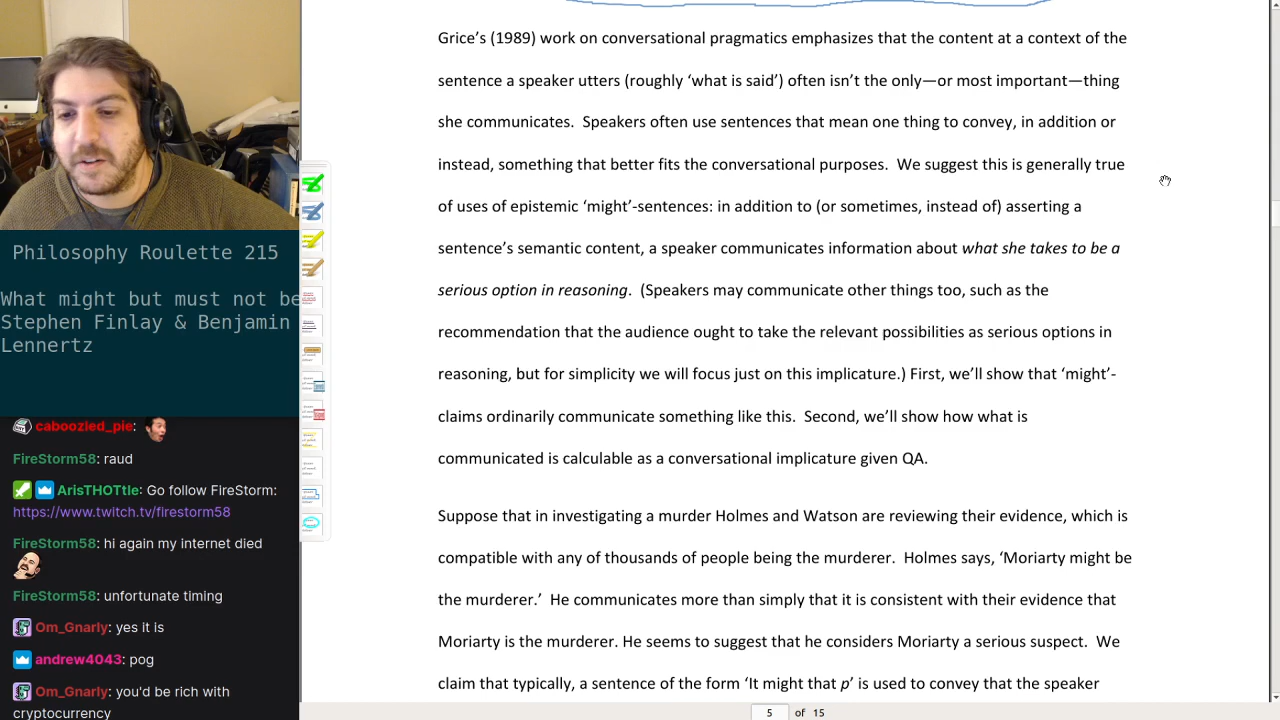 Grice’s (1989) work on conversational pragmatics emphasizes that the content at a context of the
sentence a speaker utters (roughly ‘what is said’) often isn’t the only—or most important—thing
she communicates.  Speakers often use sentences that mean one thing to convey, in addition or
instead, something that better fits the conversational purposes.  We suggest this is generally true
of uses of epistemic ‘might’-sentences: in addition to (or sometimes, instead of) asserting a
sentence’s semantic content, a speaker communicates information about what she takes to be a
serious option in reasoning.  (Speakers may communicate other things too, such as the
recommendation that the audience ought to take the relevant possibilities as serious options in
reasoning, but for simplicity we will focus just on this implicature.) First, we’ll show that ‘might’-
claims ordinarily communicate something like this.  Second, we’ll show how what is
communicated is calculable as a conversational implicature given QA.
Suppose that in investigating a murder Holmes and Watson are reviewing their evidence, which is
compatible with any of thousands of people being the murderer.  Holmes says, ‘Moriarty might be
the murderer.’  He communicates more than simply that it is consistent with their evidence that
Moriarty is the murderer. He seems to suggest that he considers Moriarty a serious suspect.  We
claim that typically, a sentence of the form ‘It might that p’ is used to convey that the speaker
5 of 15
Philosophy Roulette 215
What might but must not be
Stephen Finlay & Benjamin
Lennertz
caboozled_pie:
FireStorm58: raud
ArisTHOTtle: Go follow FireStorm:
https://www.twitch.tv/firestorm58
FireStorm58: hi again my internet died
FireStorm58: unfortunate timing
Om_Gnarly: yes it is
andrew4043: pog
Om_Gnarly: you'd be rich with
cryptocurrency